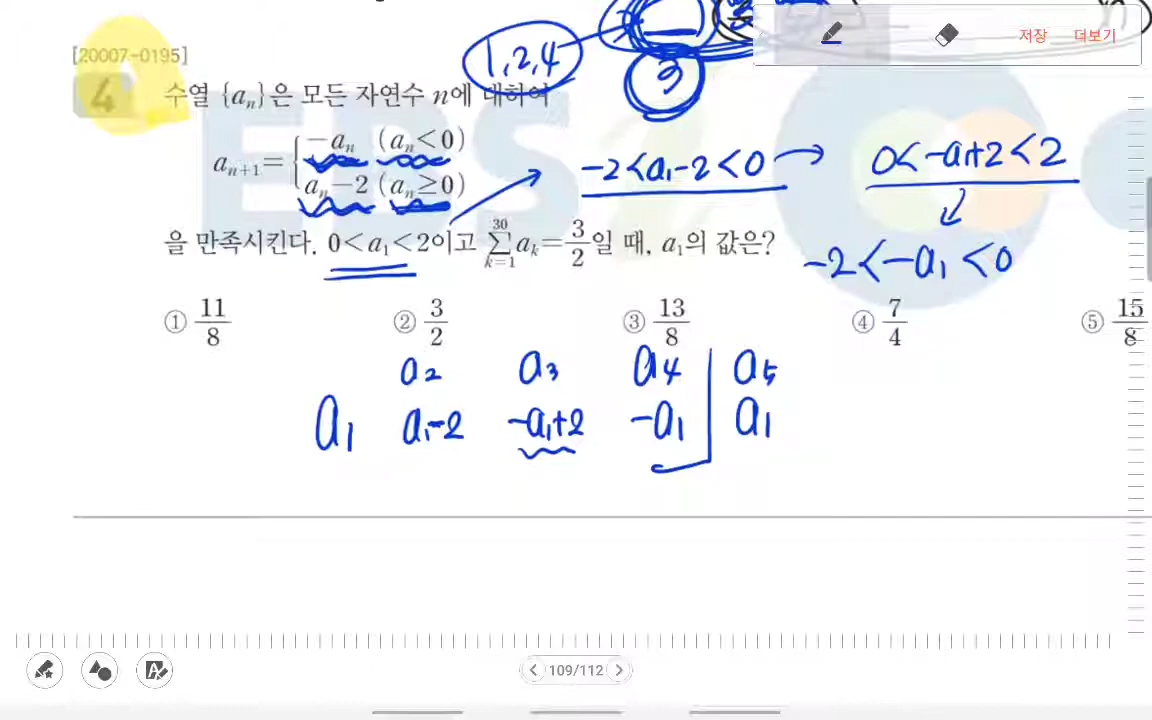 저장 더보기
[20007-0195]
1, 2, 4
3
4 수열 {aₙ}은 모든 자연수 n에 대하여
aₙ₊₁= { −aₙ (aₙ<0)
aₙ−2 (aₙ≥0)
-2<a₁-2<0 → 0<-a₁+2<2
-2<-a₁<0
을 만족시킨다. 0<a₁<2이고 ∑ₖ₌₁³⁰ aₖ=3/2일 때, a₁의 값은?
① 11/8 ② 3/2 ③ 13/8 ④ 7/4 ⑤ 15/8
a₂ a₃ a₄ a₅
a₁ a₁-2 -a₁+2 -a₁ a₁
109/112